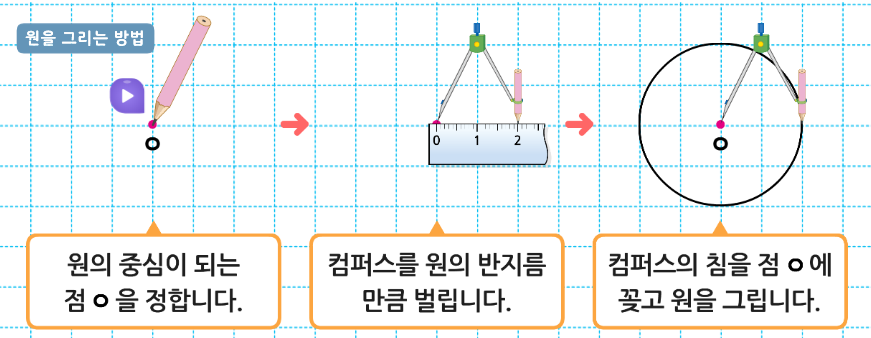 원을 그리는 방법
ㅇ
0 1 2
ㅇ
원의 중심이 되는
점 ㅇ을 정합니다.
컴퍼스를 원의 반지름
만큼 벌립니다.
컴퍼스의 침을 점 ㅇ에
꽂고 원을 그립니다.